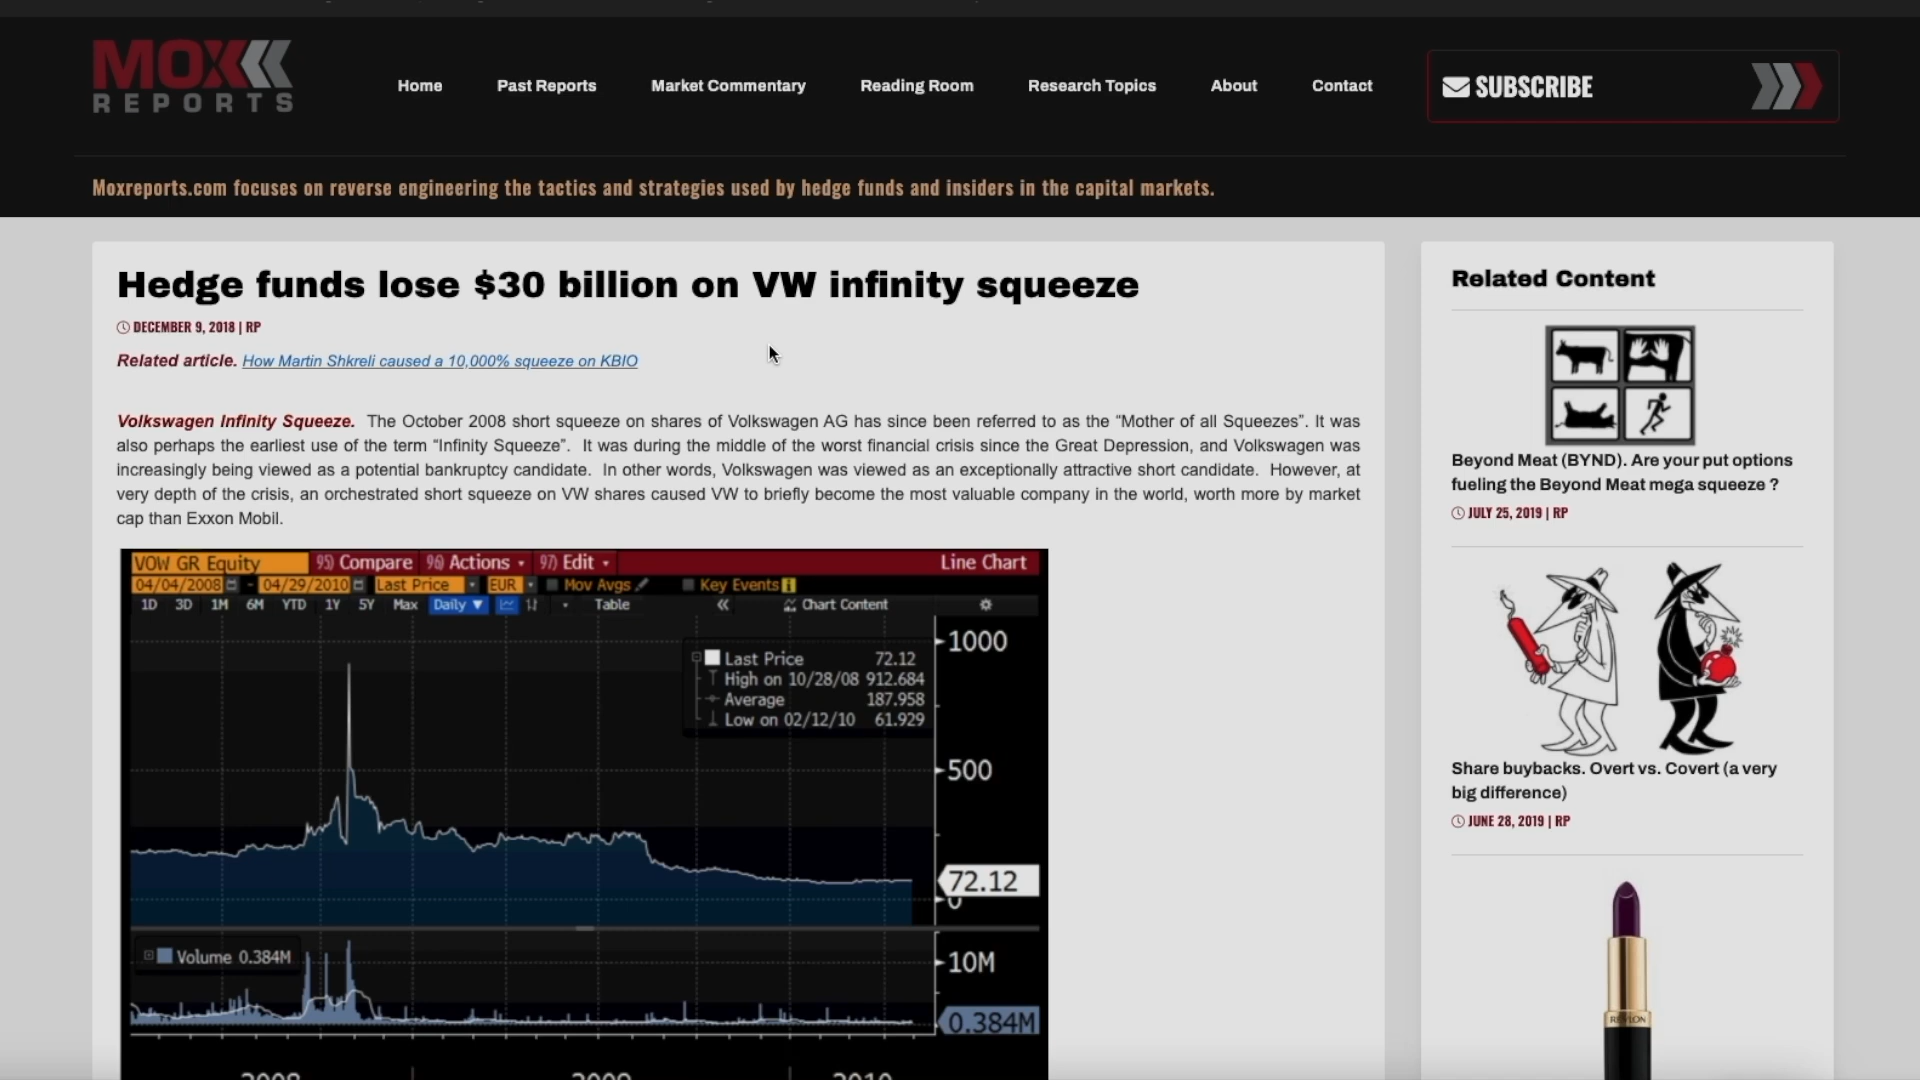 MOX
REPORTS
Home Past Reports Market Commentary Reading Room Research Topics About Contact
SUBSCRIBE
Moxreports.com focuses on reverse engineering the tactics and strategies used by hedge funds and insiders in the capital markets.
Hedge funds lose $30 billion on VW infinity squeeze
DECEMBER 9, 2018 | RP
Related article. How Martin Shkreli caused a 10,000% squeeze on KBIO
Volkswagen Infinity Squeeze. The October 2008 short squeeze on shares of Volkswagen AG has since been referred to as the “Mother of all Squeezes”. It was
also perhaps the earliest use of the term “Infinity Squeeze”. It was during the middle of the worst financial crisis since the Great Depression, and Volkswagen was
increasingly being viewed as a potential bankruptcy candidate. In other words, Volkswagen was viewed as an exceptionally attractive short candidate. However, at
very depth of the crisis, an orchestrated short squeeze on VW shares caused VW to briefly become the most valuable company in the world, worth more by market
cap than Exxon Mobil.
VOW GR Equity 95) Compare 96) Actions 97) Edit Line Chart
04/04/2008 - 04/29/2010 Last Price EUR Mov Avgs Key Events
1D 3D 1M 6M YTD 1Y 5Y Max Daily ▼ Table « Chart Content
1000
Last Price 72.12
High on 10/28/08 912.684
Average 187.958
Low on 02/12/10 61.929
500
72.12
0
Volume 0.384M
10M
0.384M
2008 2009 2010
Related Content
Beyond Meat (BYND). Are your put options
fueling the Beyond Meat mega squeeze ?
JULY 25, 2019 | RP
Share buybacks. Overt vs. Covert (a very
big difference)
JUNE 28, 2019 | RP
REVLON